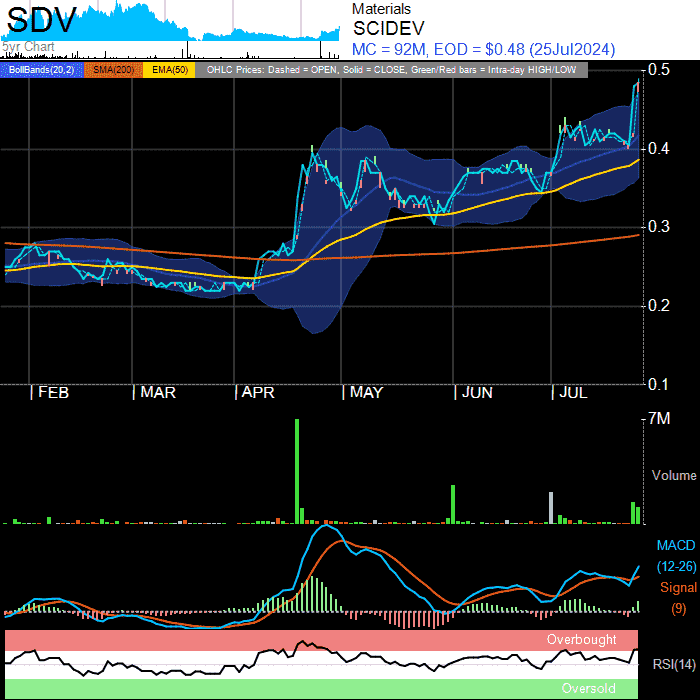 SDV
5yr Chart
Materials
SCIDEV
MC = 92M, EOD = $0.48 (25Jul2024)
BollBands(20,2) SMA(200) EMA(50) OHLC Prices: Dashed = OPEN, Solid = CLOSE, Green/Red bars = Intra-day HIGH/LOW
0.5
0.4
0.3
0.2
0.1
| FEB | MAR | APR | MAY | JUN | JUL
7M
Volume
MACD
(12-26)
Signal
(9)
Overbought
RSI(14)
Oversold